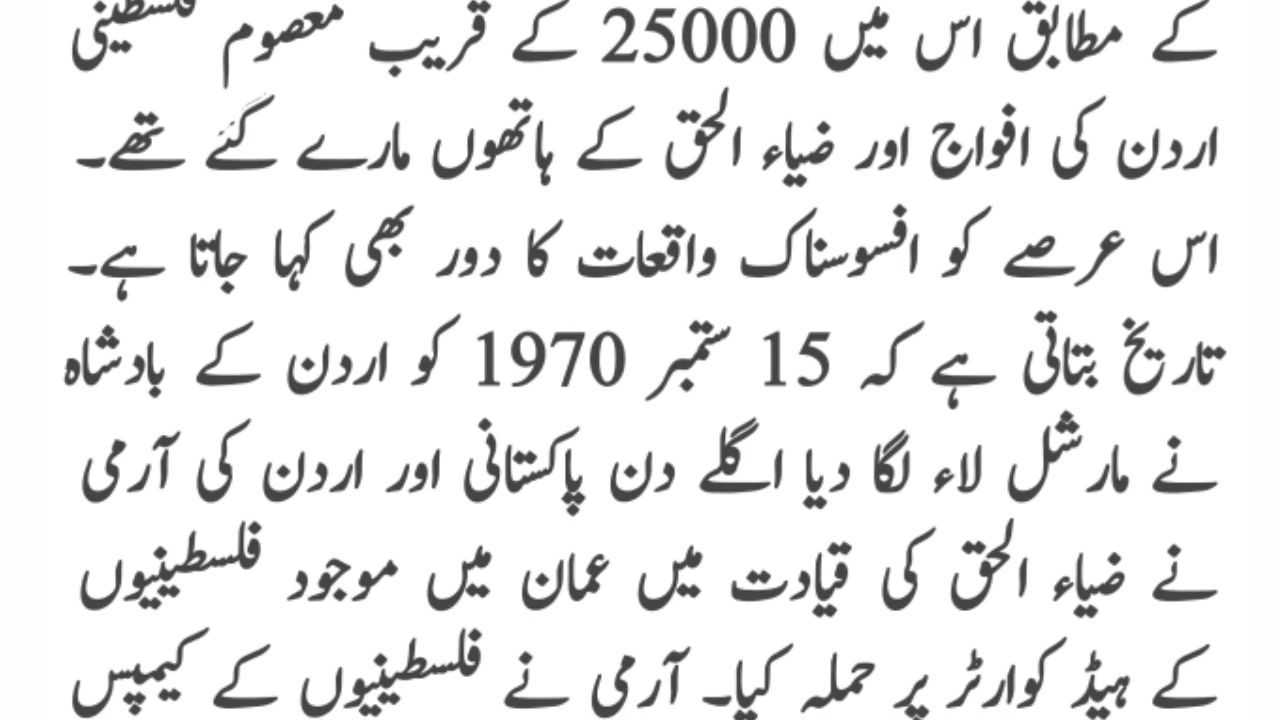 کے مطابق اس میں 25000 کے قریب معصوم فلسطینی
اردن کی افواج اور ضیاء الحق کے ہاتھوں مارے گئے تھے۔
اس عرصے کو افسوسناک واقعات کا دور بھی کہا جاتا ہے۔
تاریخ بتاتی ہے کہ 15 ستمبر 1970 کو اردن کے بادشاہ
نے مارشل لاء لگا دیا اگلے دن پاکستانی اور اردن کی آرمی
نے ضیاء الحق کی قیادت میں عمان میں موجود فلسطینیوں
کے ہیڈ کوارٹر پر حملہ کیا۔ آرمی نے فلسطینیوں کے کیمپس